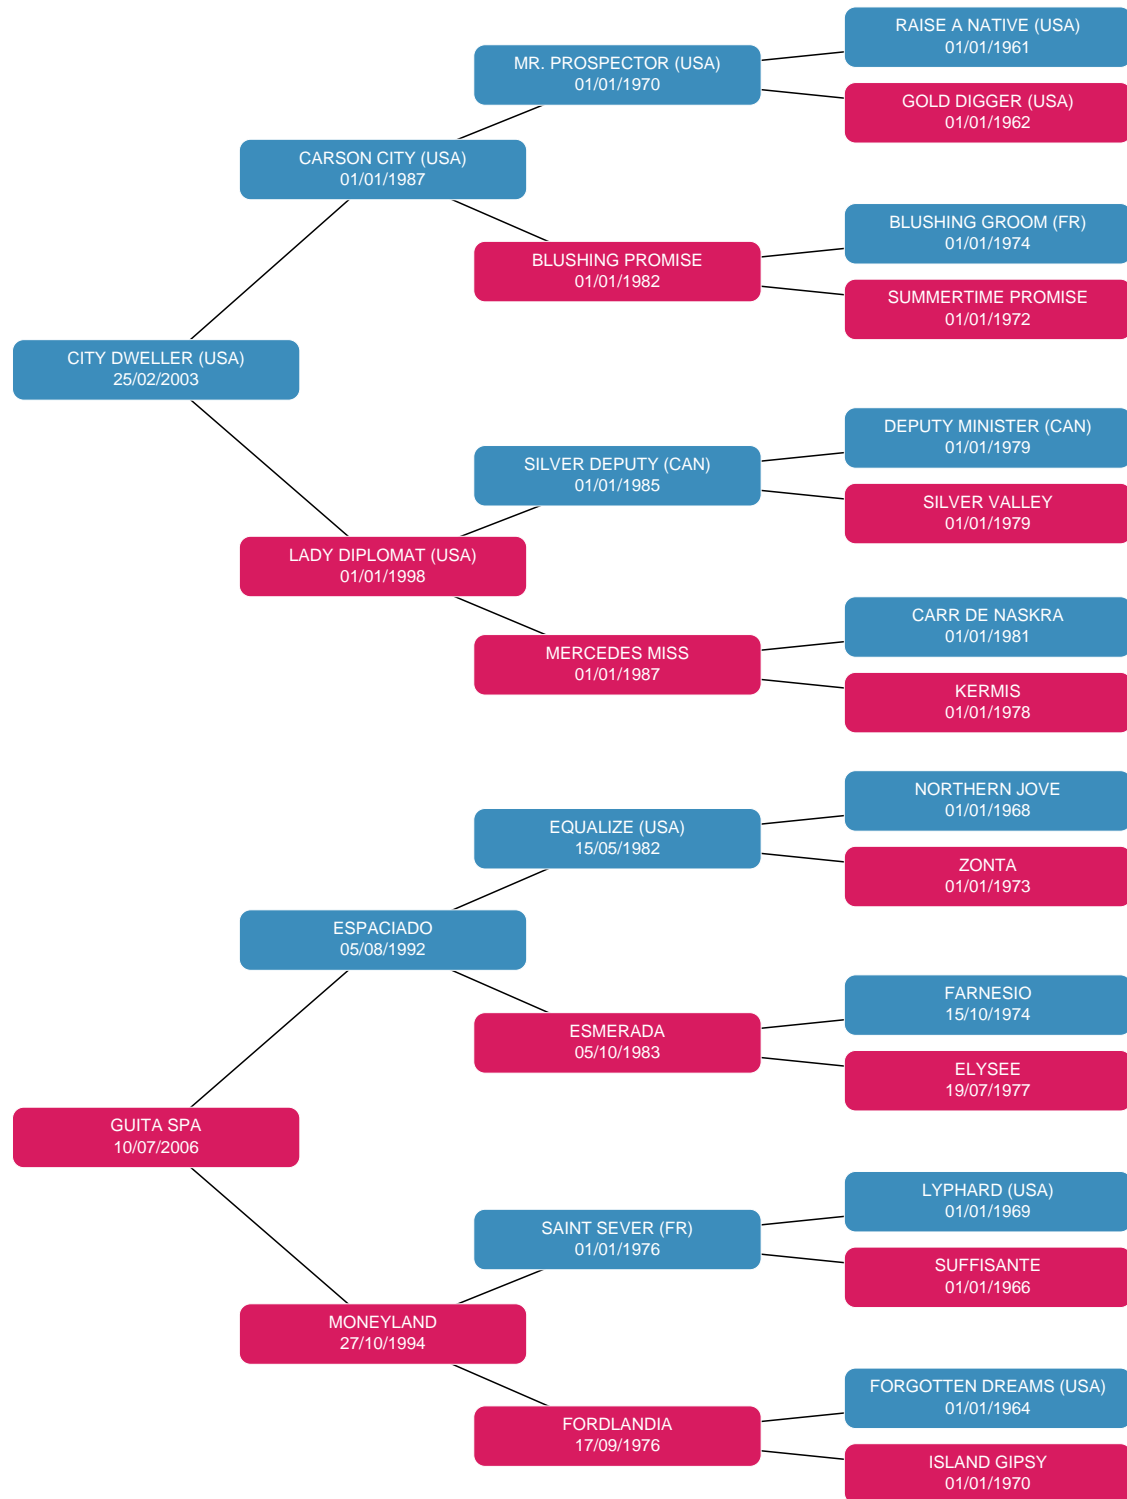 RAISE A NATIVE (USA)
01/01/1961
MR. PROSPECTOR (USA)
01/01/1970
GOLD DIGGER (USA)
01/01/1962
CARSON CITY (USA)
01/01/1987
BLUSHING GROOM (FR)
01/01/1974
BLUSHING PROMISE
01/01/1982
SUMMERTIME PROMISE
01/01/1972
CITY DWELLER (USA)
25/02/2003
DEPUTY MINISTER (CAN)
01/01/1979
SILVER DEPUTY (CAN)
01/01/1985
SILVER VALLEY
01/01/1979
LADY DIPLOMAT (USA)
01/01/1998
CARR DE NASKRA
01/01/1981
MERCEDES MISS
01/01/1987
KERMIS
01/01/1978
NORTHERN JOVE
01/01/1968
EQUALIZE (USA)
15/05/1982
ZONTA
01/01/1973
ESPACIADO
05/08/1992
FARNESIO
15/10/1974
ESMERADA
05/10/1983
ELYSEE
19/07/1977
GUITA SPA
10/07/2006
LYPHARD (USA)
01/01/1969
SAINT SEVER (FR)
01/01/1976
SUFFISANTE
01/01/1966
MONEYLAND
27/10/1994
FORGOTTEN DREAMS (USA)
01/01/1964
FORDLANDIA
17/09/1976
ISLAND GIPSY
01/01/1970